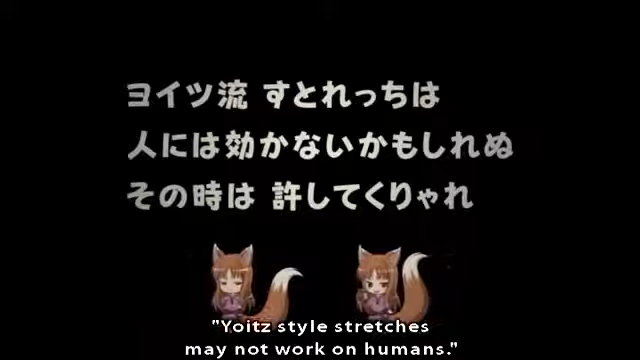 ヨイツ流 すとれっちは
人には効かないかもしれぬ
その時は 許してくりゃれ
"Yoitz style stretches
may not work on humans."